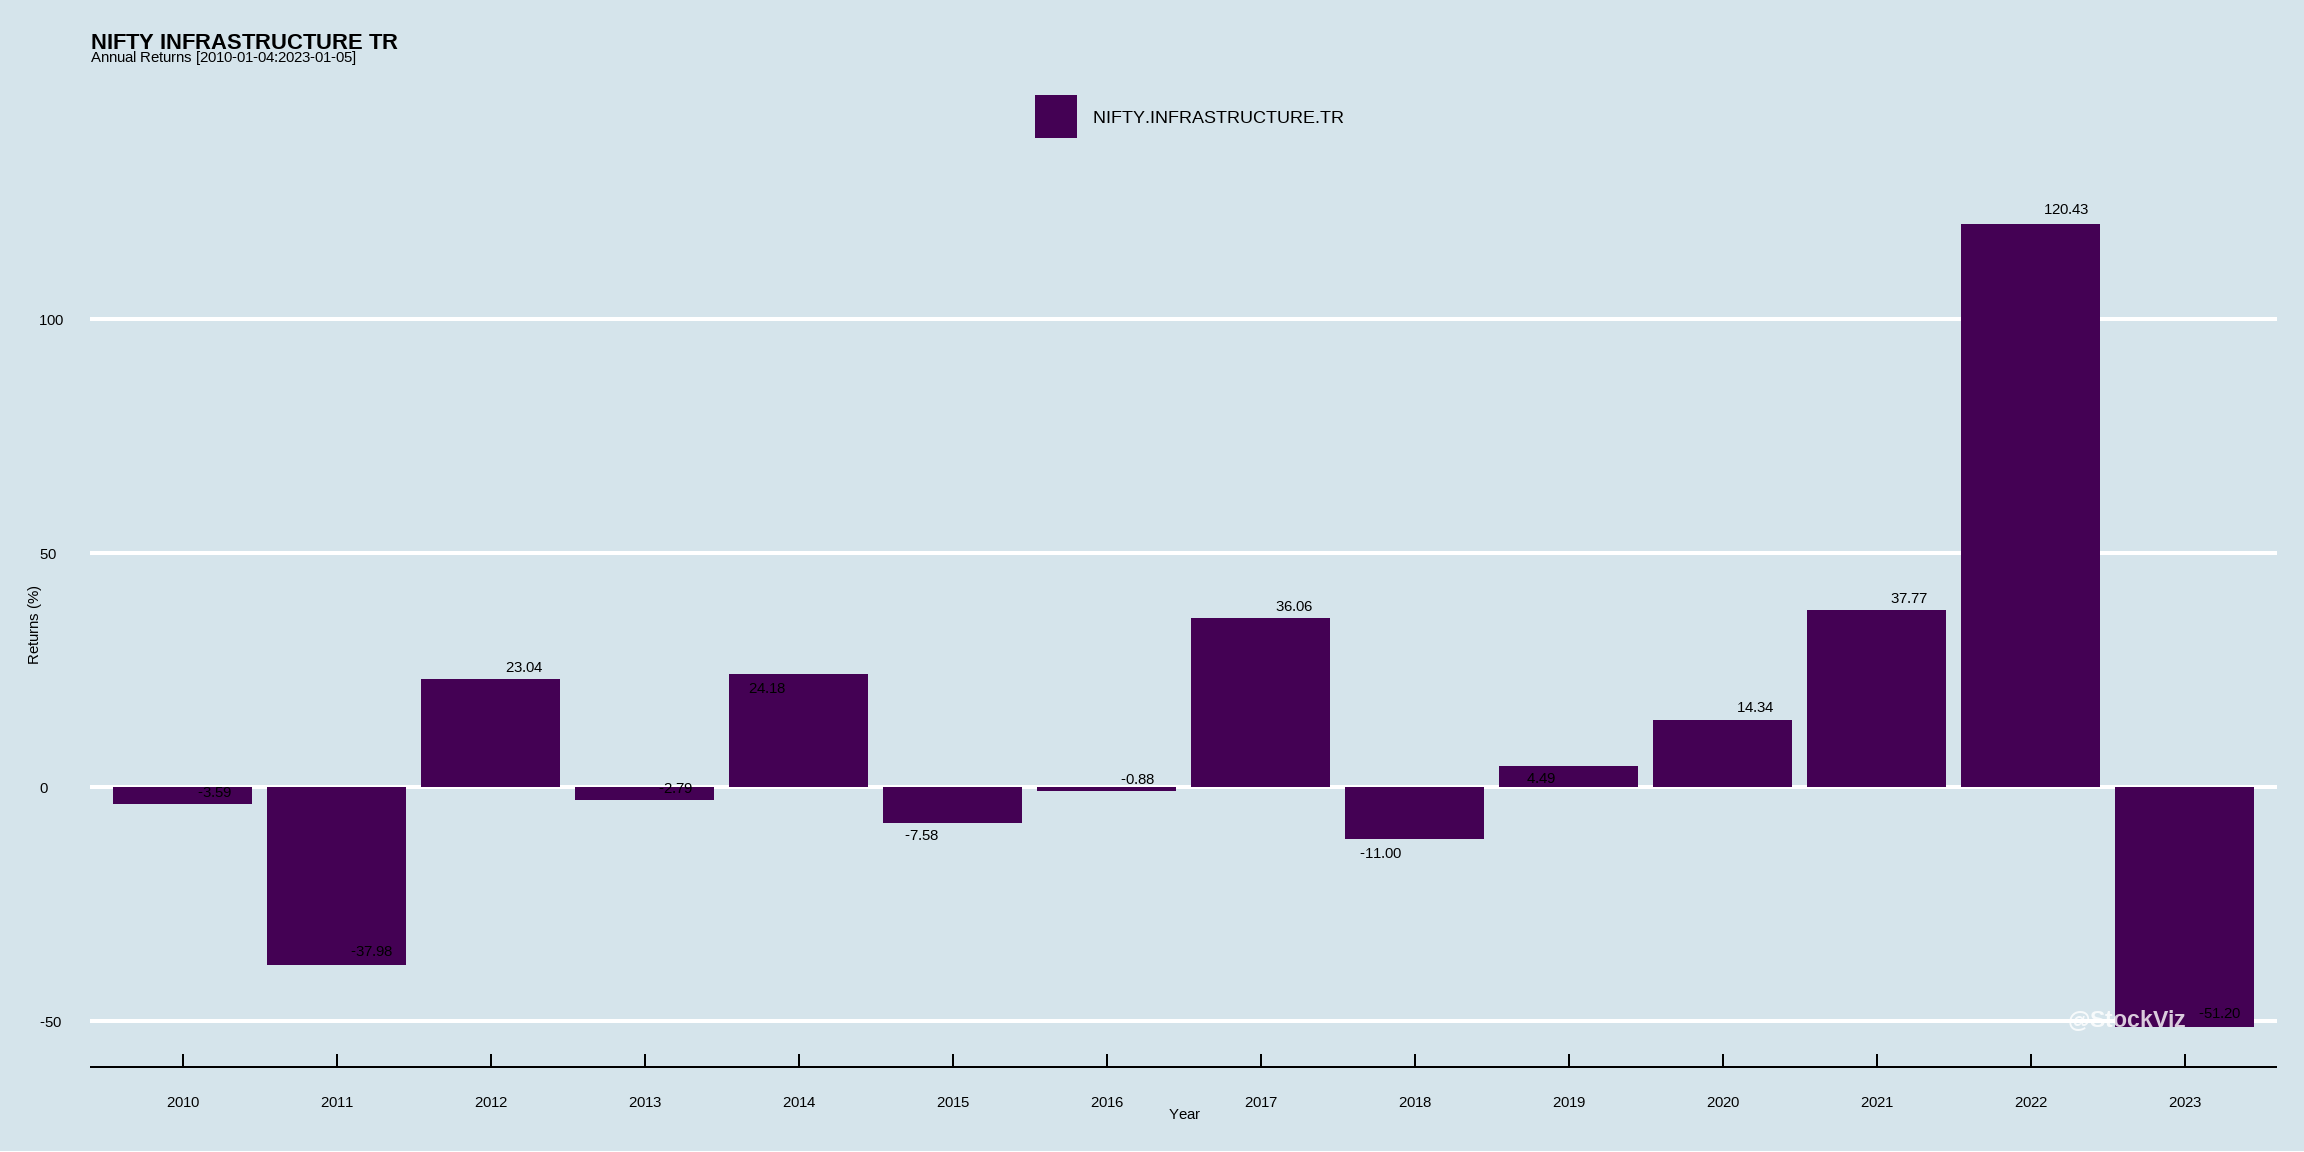 NIFTY INFRASTRUCTURE TR
Annual Returns [2010-01-04:2023-01-05]
NIFTY.INFRASTRUCTURE.TR
120.43
100
50
37.77
36.06
Returns (%)
23.04
24.18
14.34
4.49
-0.88
0
-2.79
-3.59
-7.58
-11.00
-37.98
-51.20
-50
@StockViz
2010 2011 2012 2013 2014 2015 2016 2017 2018 2019 2020 2021 2022 2023
Year